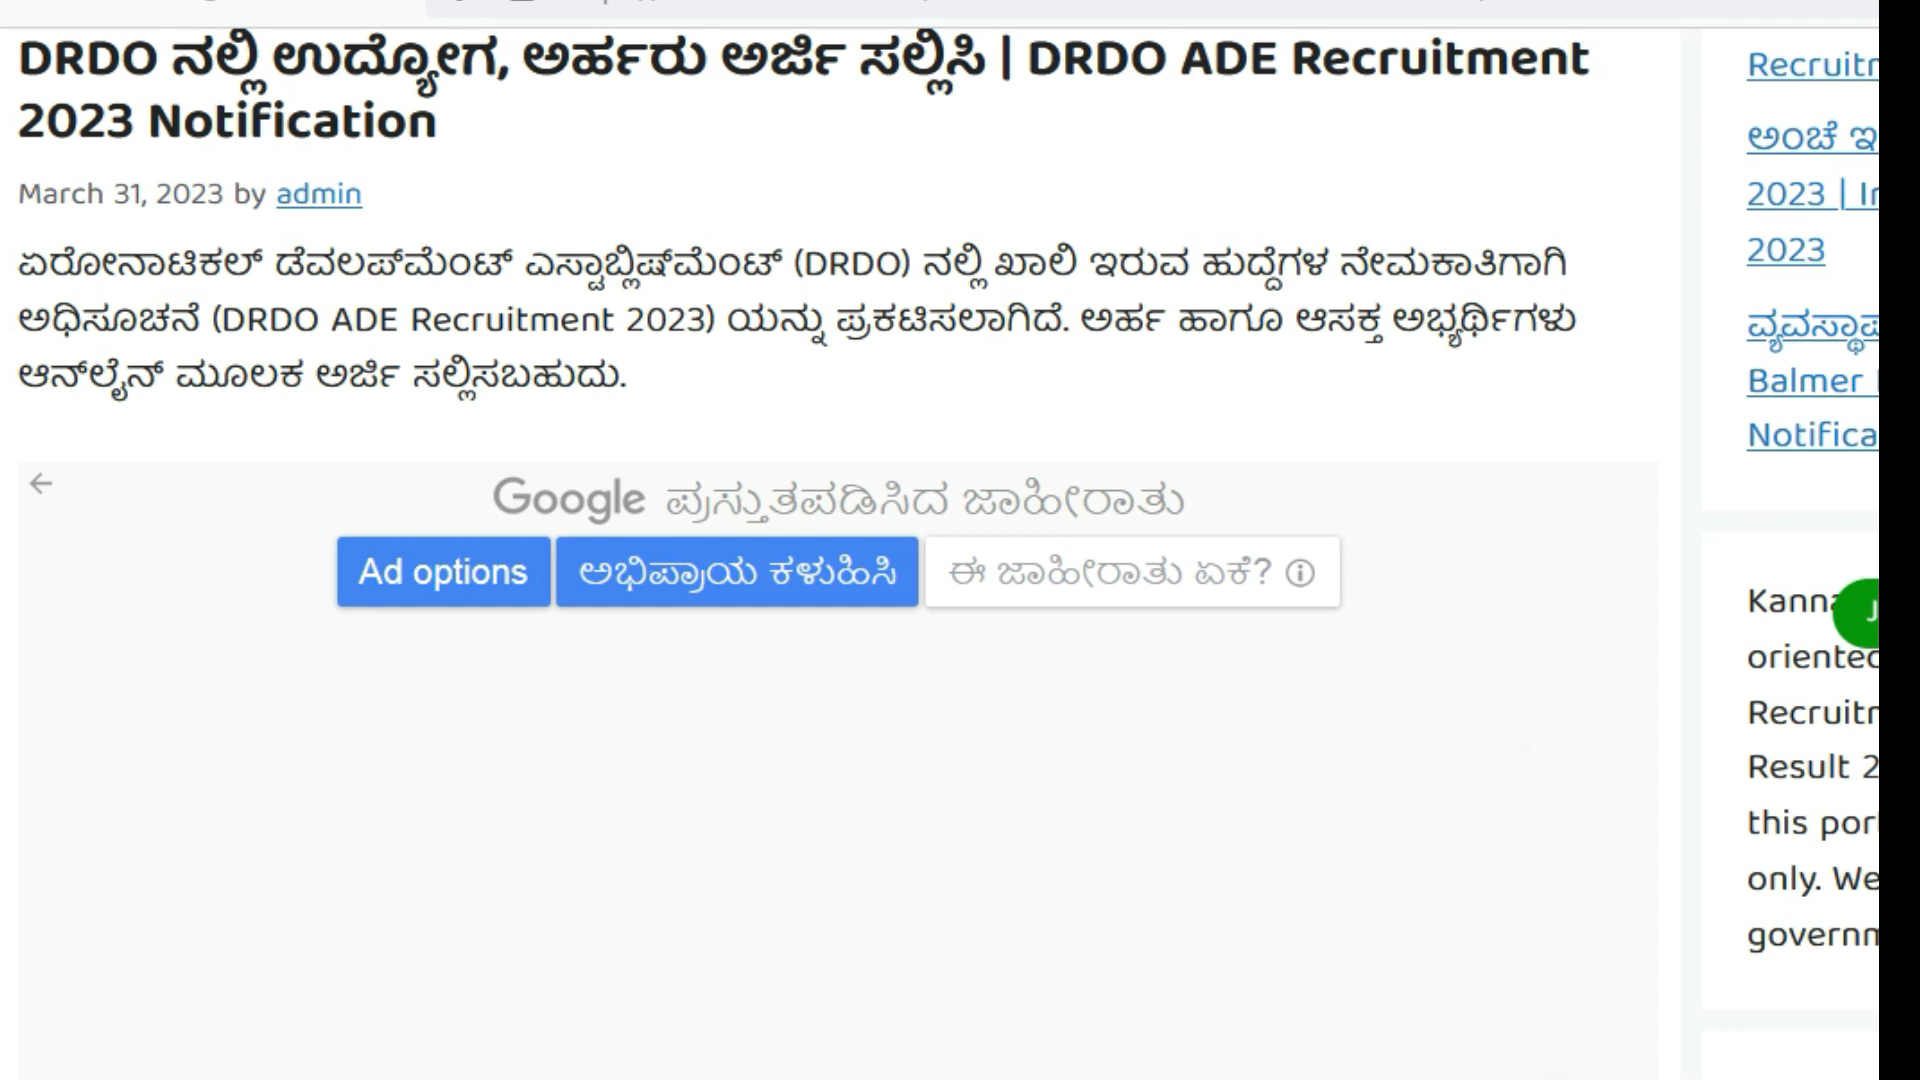 DRDO ನಲ್ಲಿ ಉದ್ಯೋಗ, ಅರ್ಹರು ಅರ್ಜಿ ಸಲ್ಲಿಸಿ | DRDO ADE Recruitment
2023 Notification
March 31, 2023 by admin
ಏರೋನಾಟಿಕಲ್ ಡೆವಲಪ್‌ಮೆಂಟ್ ಎಸ್ಟಾಬ್ಲಿಷ್‌ಮೆಂಟ್ (DRDO) ನಲ್ಲಿ ಖಾಲಿ ಇರುವ ಹುದ್ದೆಗಳ ನೇಮಕಾತಿಗಾಗಿ
ಅಧಿಸೂಚನೆ (DRDO ADE Recruitment 2023) ಯನ್ನು ಪ್ರಕಟಿಸಲಾಗಿದೆ. ಅರ್ಹ ಹಾಗೂ ಆಸಕ್ತ ಅಭ್ಯರ್ಥಿಗಳು
ಆನ್‌ಲೈನ್ ಮೂಲಕ ಅರ್ಜಿ ಸಲ್ಲಿಸಬಹುದು.
Google ಪ್ರಸ್ತುತಪಡಿಸಿದ ಜಾಹೀರಾತು
Ad options
ಅಭಿಪ್ರಾಯ ಕಳುಹಿಸಿ
ಈ ಜಾಹೀರಾತು ಏಕೆ?
ಅಂಚೆ
2023 |
2023
Balmer
oriented
Result
this
only. We